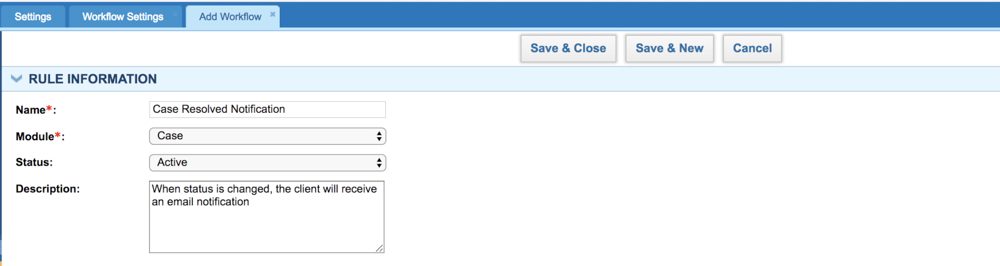 Settings
Workflow Settings
Add Workflow
Save & Close
Save & New
Cancel
RULE INFORMATION
Name*:
Case Resolved Notification
Module*:
Case
Status:
Active
Description:
When status is changed, the client will receive
an email notification